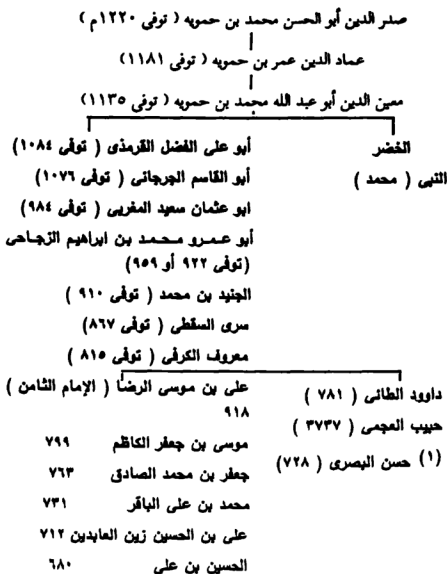 صدر الدين أبو الحسن محمد بن حمويه ( توفى ١٢٢٠م )
عماد الدين عمر بن حمويه ( توفى ١١٨١)
معين الدين أبو عبد الله محمد بن حمويه ( توفى ١١٣٥)
الخضر
النبى ( محمد )
أبو على الفضل القرمذى ( توفى ١٠٨٤)
أبو القاسم الجرجانى ( توفى ١٠٧٦)
ابو عثمان سعيد المغربى ( توفى ٩٨٤)
أبو عمرو محمد بن ابراهيم الزجاحى
(توفى ٩٢٢ أو ٩٥٩)
الجنيد بن محمد ( توفى ٩١٠ )
سرى السقطى ( توفى ٨٦٧)
معروف الكرفى ( توفى ٨١٥ )
داوود الطائى ( ٧٨١ )
حبيب العجمى ( ٣٧٣٧ )
(١) حسن البصرى ( ٧٢٨)
على بن موسى الرضا ( الإمام الثامن )
٩١٨
موسى بن جعفر الكاظم ٧٩٩
جعفر بن محمد الصادق ٧٦٣
محمد بن على الباقر ٧٣١
على بن الحسين زين العابدين ٧١٢
الحسين بن على ٦٨٠